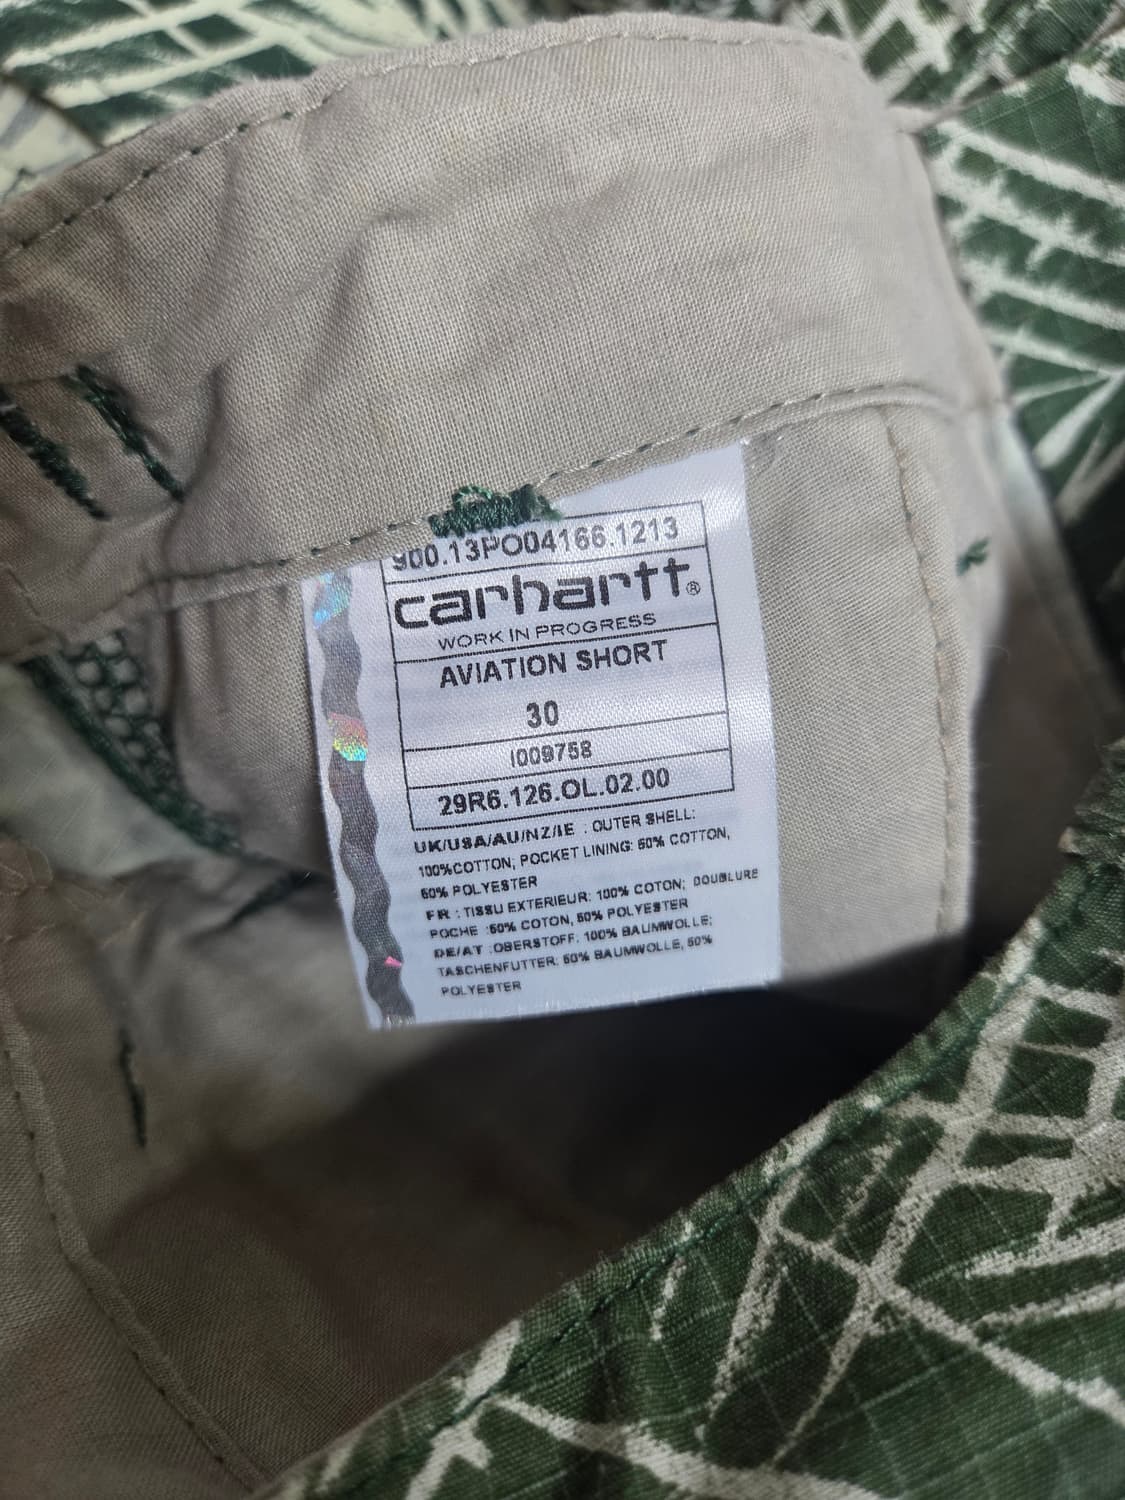 900.13PO04166.1213
carhartt®
WORK IN PROGRESS
AVIATION SHORT
30
I009758
29R6.126.OL.02.00
UK/USA/AU/NZ/IE : OUTER SHELL:
100%COTTON; POCKET LINING: 50% COTTON,
50% POLYESTER
FR : TISSU EXTERIEUR: 100% COTON; DOUBLURE
POCHE :50% COTON, 50% POLYESTER
DE/AT :OBERSTOFF: 100% BAUMWOLLE;
TASCHENFUTTER: 50% BAUMWOLLE, 50%
POLYESTER